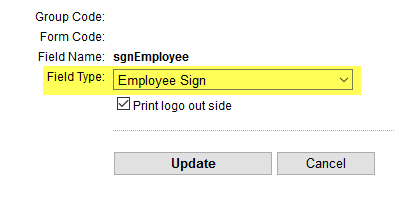 Group Code:
Form Code:
Field Name: sgnEmployee
Field Type: Employee Sign
Print logo out side
Update Cancel